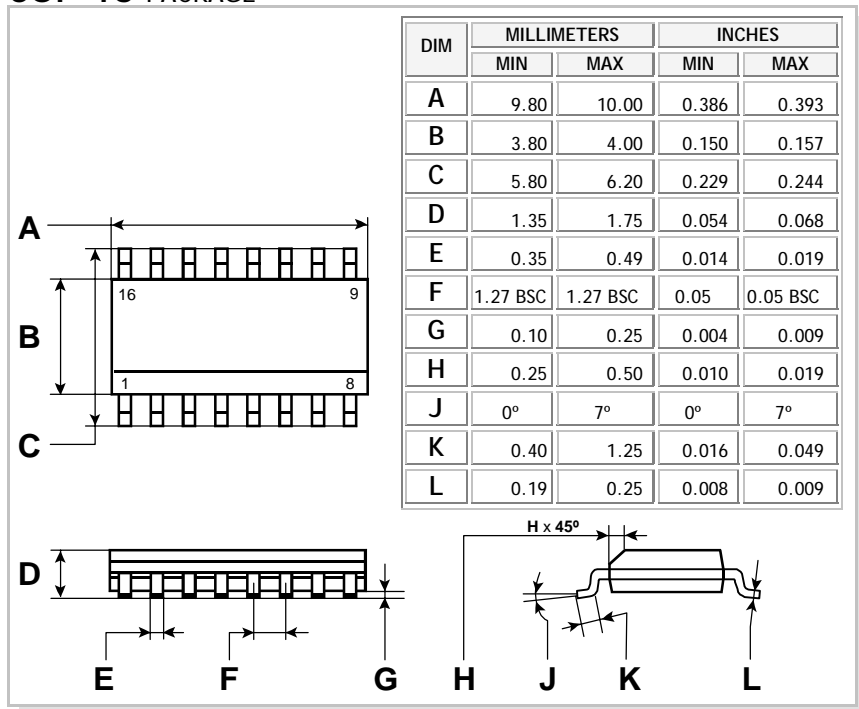 PACKAGE
DIM MILLIMETERS INCHES
MIN MAX MIN MAX
A 9.80 10.00 0.386 0.393
B 3.80 4.00 0.150 0.157
C 5.80 6.20 0.229 0.244
D 1.35 1.75 0.054 0.068
E 0.35 0.49 0.014 0.019
F 1.27 BSC 1.27 BSC 0.05 0.05 BSC
G 0.10 0.25 0.004 0.009
H 0.25 0.50 0.010 0.019
J 0º 7º 0º 7º
K 0.40 1.25 0.016 0.049
L 0.19 0.25 0.008 0.009
A
16 9
B
1 8
C
H x 45º
D
E F G H J K L